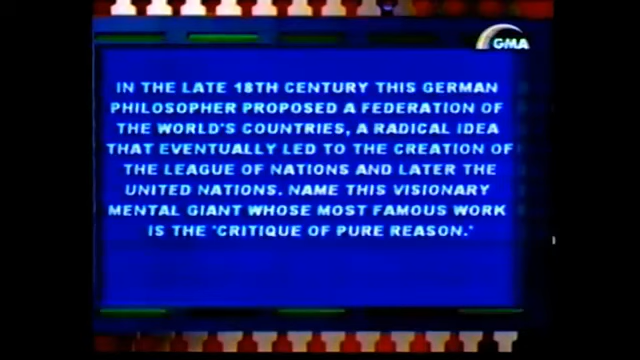 GMA
IN THE LATE 18TH CENTURY THIS GERMAN
PHILOSOPHER PROPOSED A FEDERATION OF
THE WORLD'S COUNTRIES, A RADICAL IDEA
THAT EVENTUALLY LED TO THE CREATION OF
THE LEAGUE OF NATIONS AND LATER THE
UNITED NATIONS. NAME THIS VISIONARY
MENTAL GIANT WHOSE MOST FAMOUS WORK
IS THE 'CRITIQUE OF PURE REASON.'